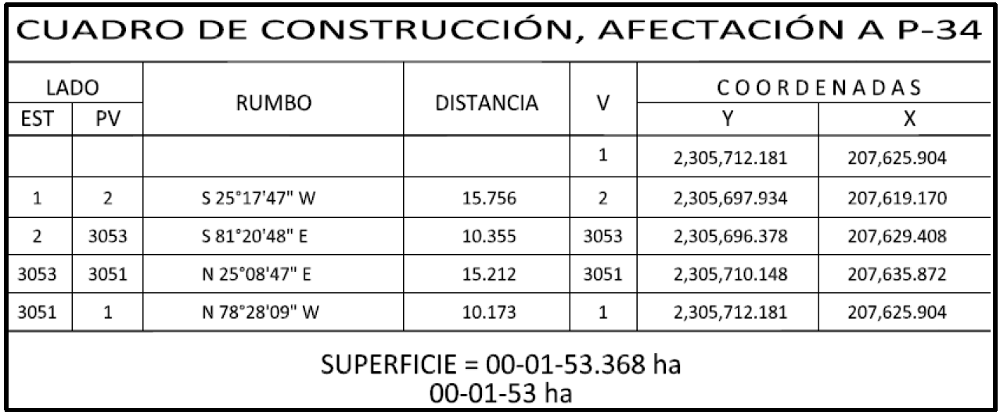 CUADRO DE CONSTRUCCIÓN, AFECTACIÓN A P-34
LADO RUMBO DISTANCIA V COORDENADAS
EST PV Y X
1 2,305,712.181 207,625.904
1 2 S 25°17'47" W 15.756 2 2,305,697.934 207,619.170
2 3053 S 81°20'48" E 10.355 3053 2,305,696.378 207,629.408
3053 3051 N 25°08'47" E 15.212 3051 2,305,710.148 207,635.872
3051 1 N 78°28'09" W 10.173 1 2,305,712.181 207,625.904
SUPERFICIE = 00-01-53.368 ha
00-01-53 ha